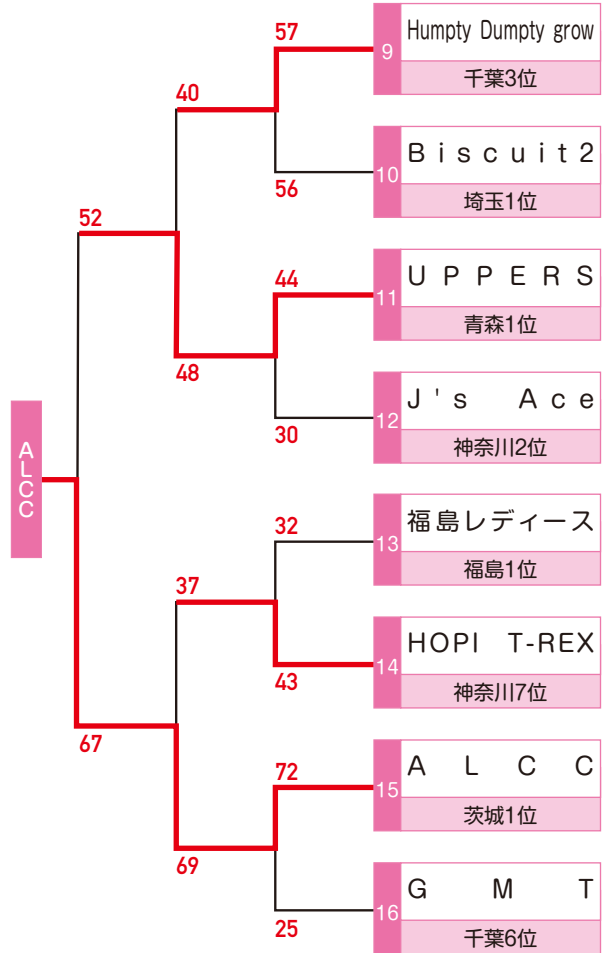 57
9
Humpty Dumpty grow
千葉3位
40
56
10
Biscuit2
埼玉1位
52
44
11
UPPERS
青森1位
48
30
12
J's Ace
神奈川2位
ALCC
32
13
福島レディース
福島1位
37
43
14
HOPI T-REX
神奈川7位
67
72
15
ALCC
茨城1位
69
25
16
GMT
千葉6位